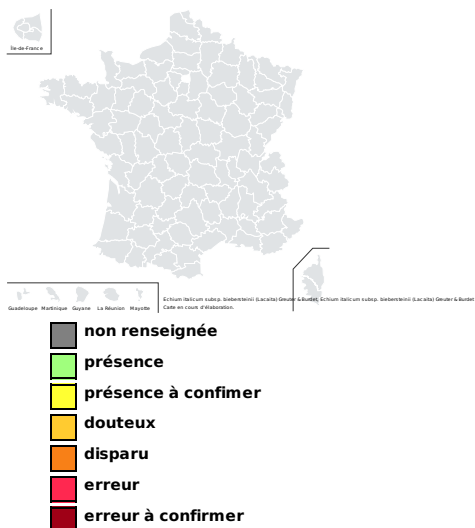 Île-de-France
Guadeloupe Martinique Guyane La Réunion Mayotte
Echium italicum subsp. biebersteinii (Lacaita) Greuter & Burdet, Echium italicum subsp. biebersteinii (Lacaita) Greuter & Burdet
Carte en cours d'élaboration.
non renseignée
présence
présence à confimer
douteux
disparu
erreur
erreur à confirmer